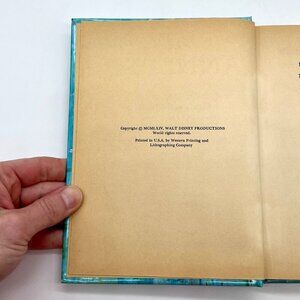 Copyright © MCMLXIV, WALT DISNEY PRODUCTIONS
World rights reserved.
Printed in U.S.A. by Western Printing and
Lithographing Company